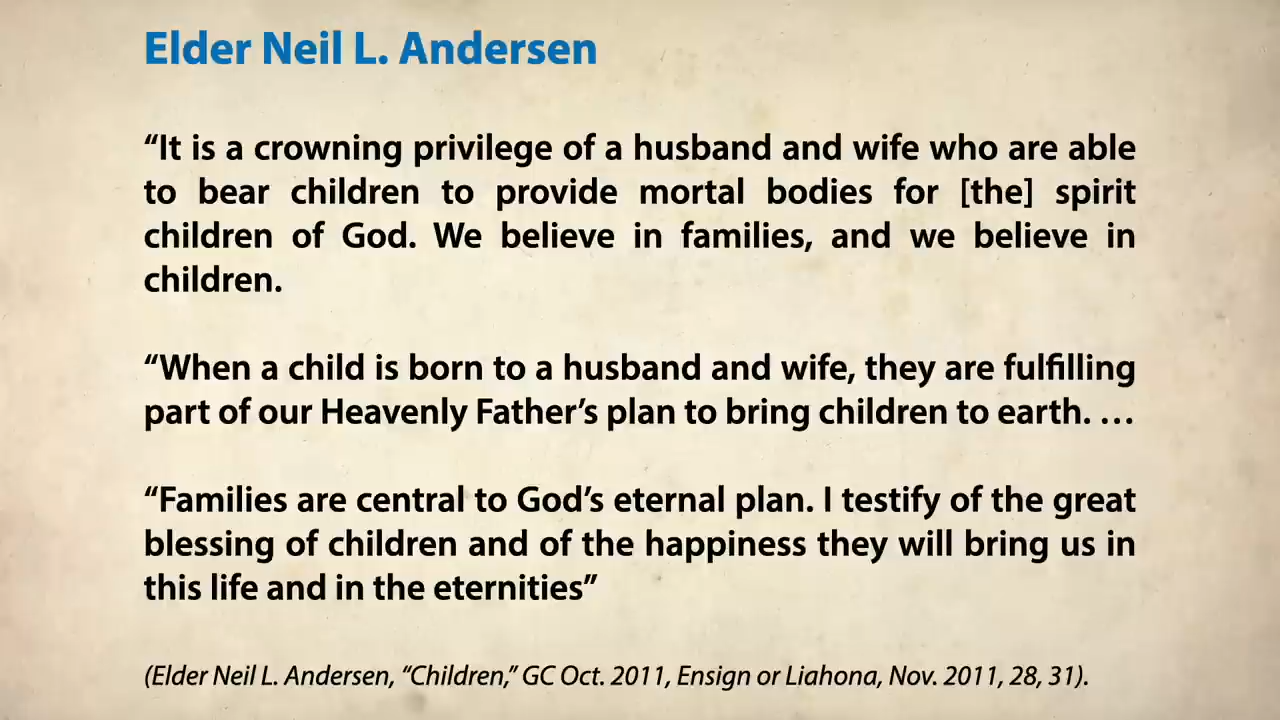 Elder Neil L. Andersen
“It is a crowning privilege of a husband and wife who are able
to bear children to provide mortal bodies for [the] spirit
children of God. We believe in families, and we believe in
children.
“When a child is born to a husband and wife, they are fulfilling
part of our Heavenly Father’s plan to bring children to earth. …
“Families are central to God’s eternal plan. I testify of the great
blessing of children and of the happiness they will bring us in
this life and in the eternities”
(Elder Neil L. Andersen, “Children,” GC Oct. 2011, Ensign or Liahona, Nov. 2011, 28, 31).